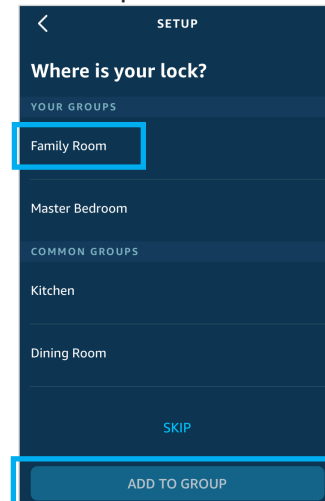 SETUP
Where is your lock?
YOUR GROUPS
Family Room
Master Bedroom
COMMON GROUPS
Kitchen
Dining Room
SKIP
ADD TO GROUP